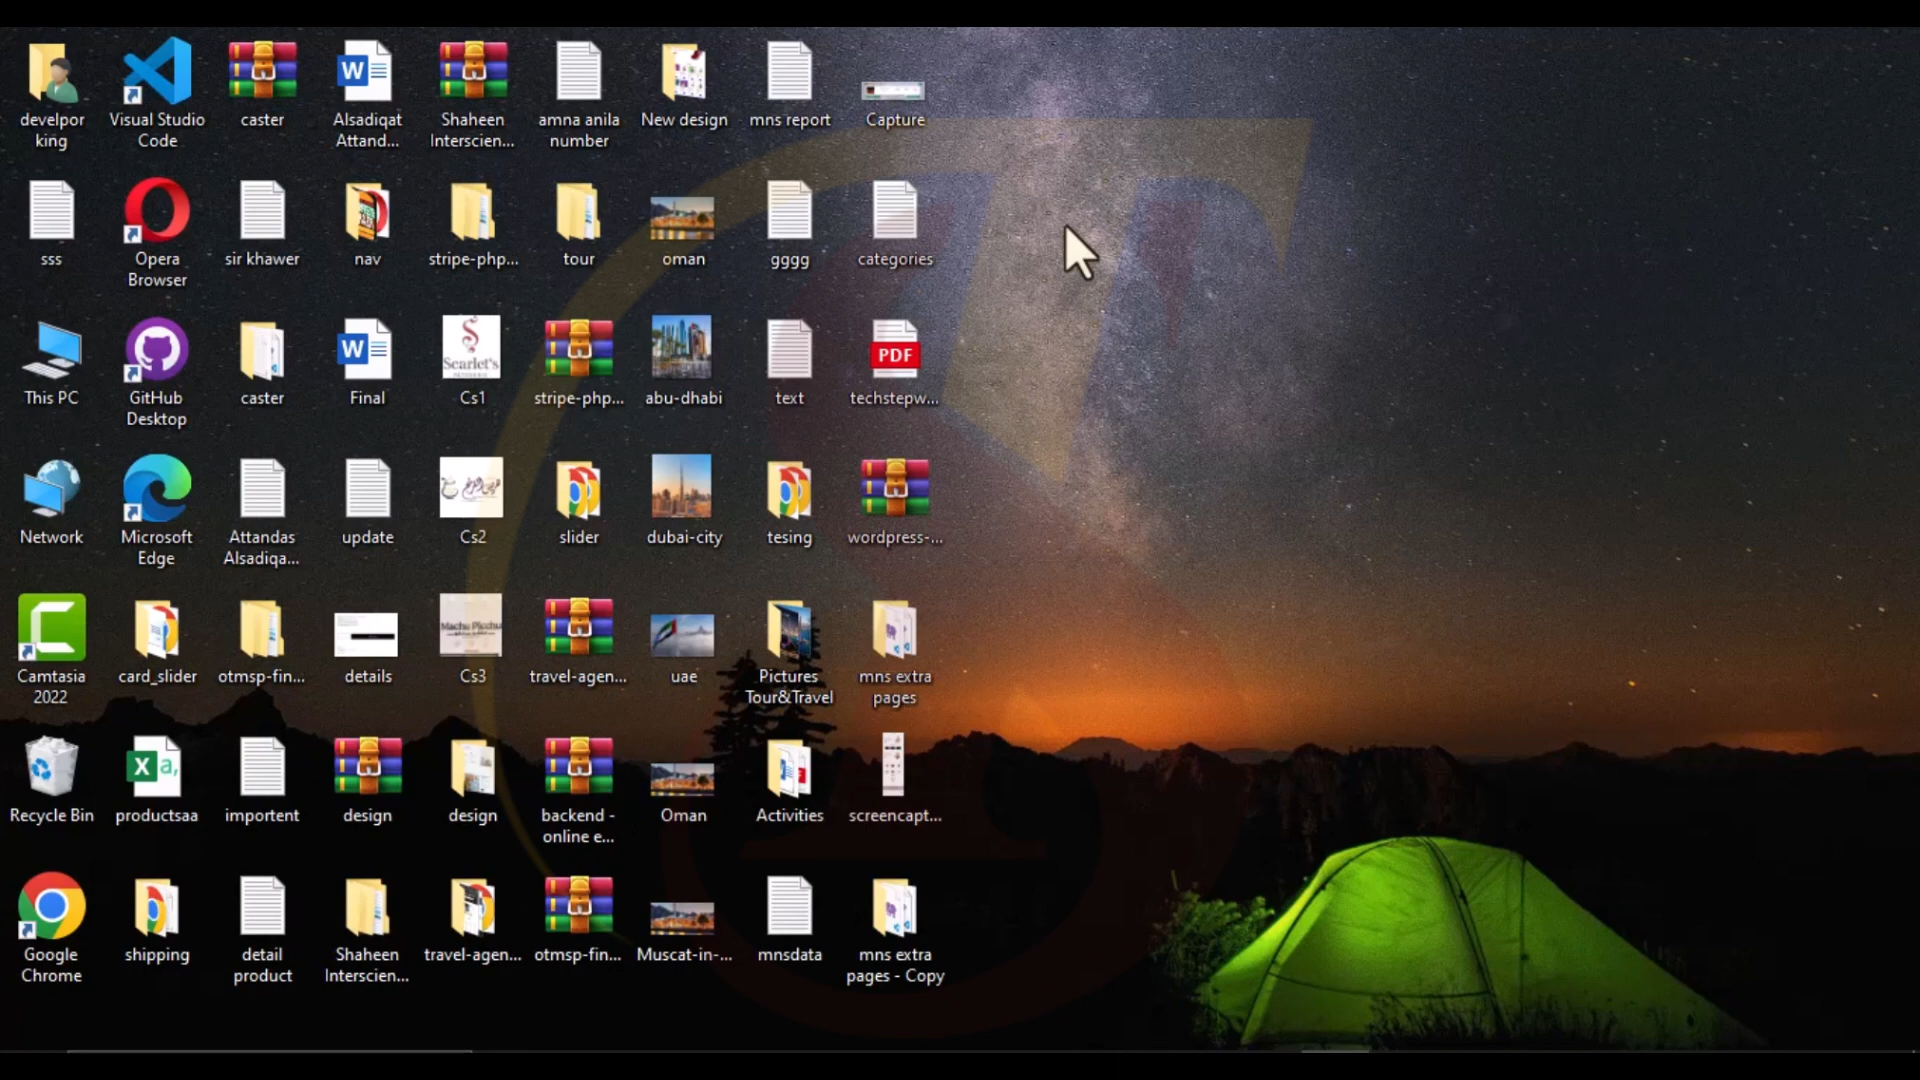 develpor
king
Visual Studio
Code
caster
Alsadiqat
Attand...
Shaheen
Interscien...
amna anila
number
New design
mns report
Capture
sss
Opera
Browser
sir khawer
nav
stripe-php...
tour
oman
gggg
categories
This PC
GitHub
Desktop
caster
Final
Scarlet's
Cs1
stripe-php...
abu-dhabi
text
PDF
techstepw...
Network
Microsoft
Edge
Attandas
Alsadiqa...
update
Cs2
slider
dubai-city
tesing
wordpress-...
Camtasia
2022
card_slider
otmsp-fin...
details
Machu Picchu
Cs3
travel-agen...
uae
Pictures
Tour&Travel
mns extra
pages
Recycle Bin
productsaa
importent
design
design
backend -
online e...
Oman
Activities
screencapt...
Google
Chrome
shipping
detail
product
Shaheen
Interscien...
travel-agen...
otmsp-fin...
Muscat-in-...
mnsdata
mns extra
pages - Copy